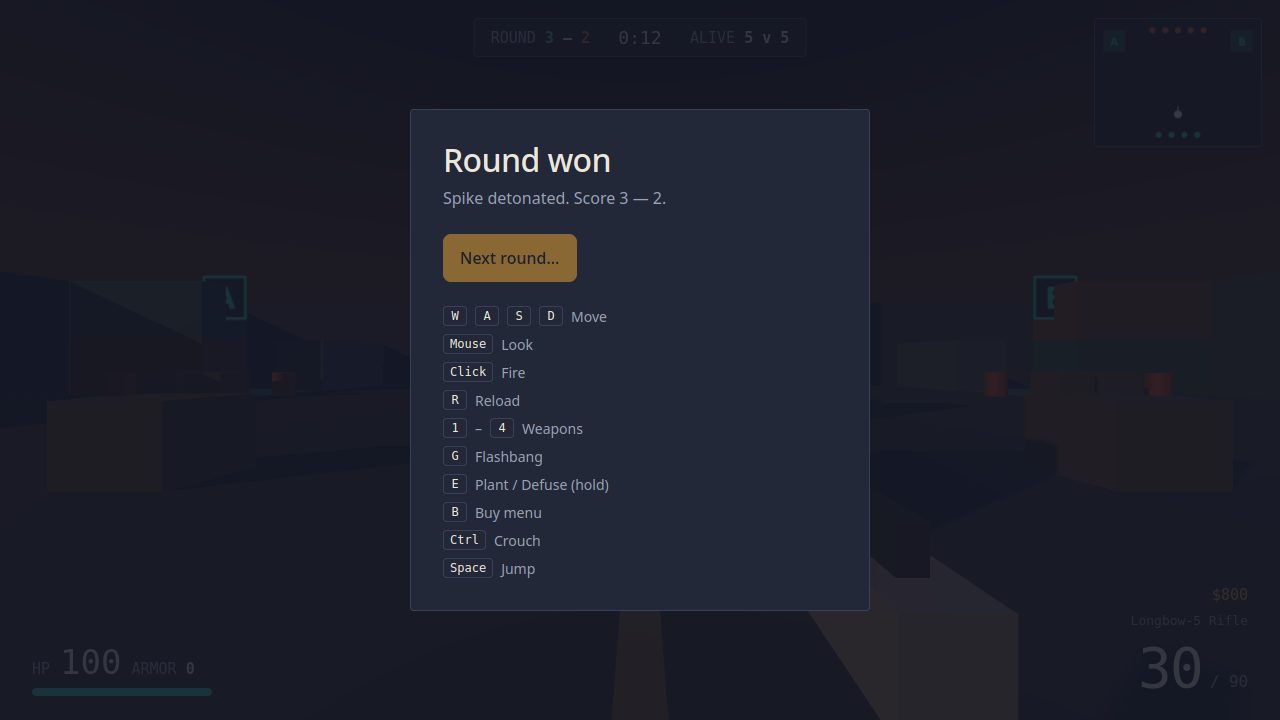 ROUND 3 — 2 0:12 ALIVE 5 v 5
A B
Round won
Spike detonated. Score 3 — 2.
Next round...
A
B
W A S D Move
Mouse Look
Click Fire
R Reload
1 – 4 Weapons
G Flashbang
E Plant / Defuse (hold)
B Buy menu
Ctrl Crouch
Space Jump
$800
Longbow-5 Rifle
HP 100 ARMOR 0
30 / 90